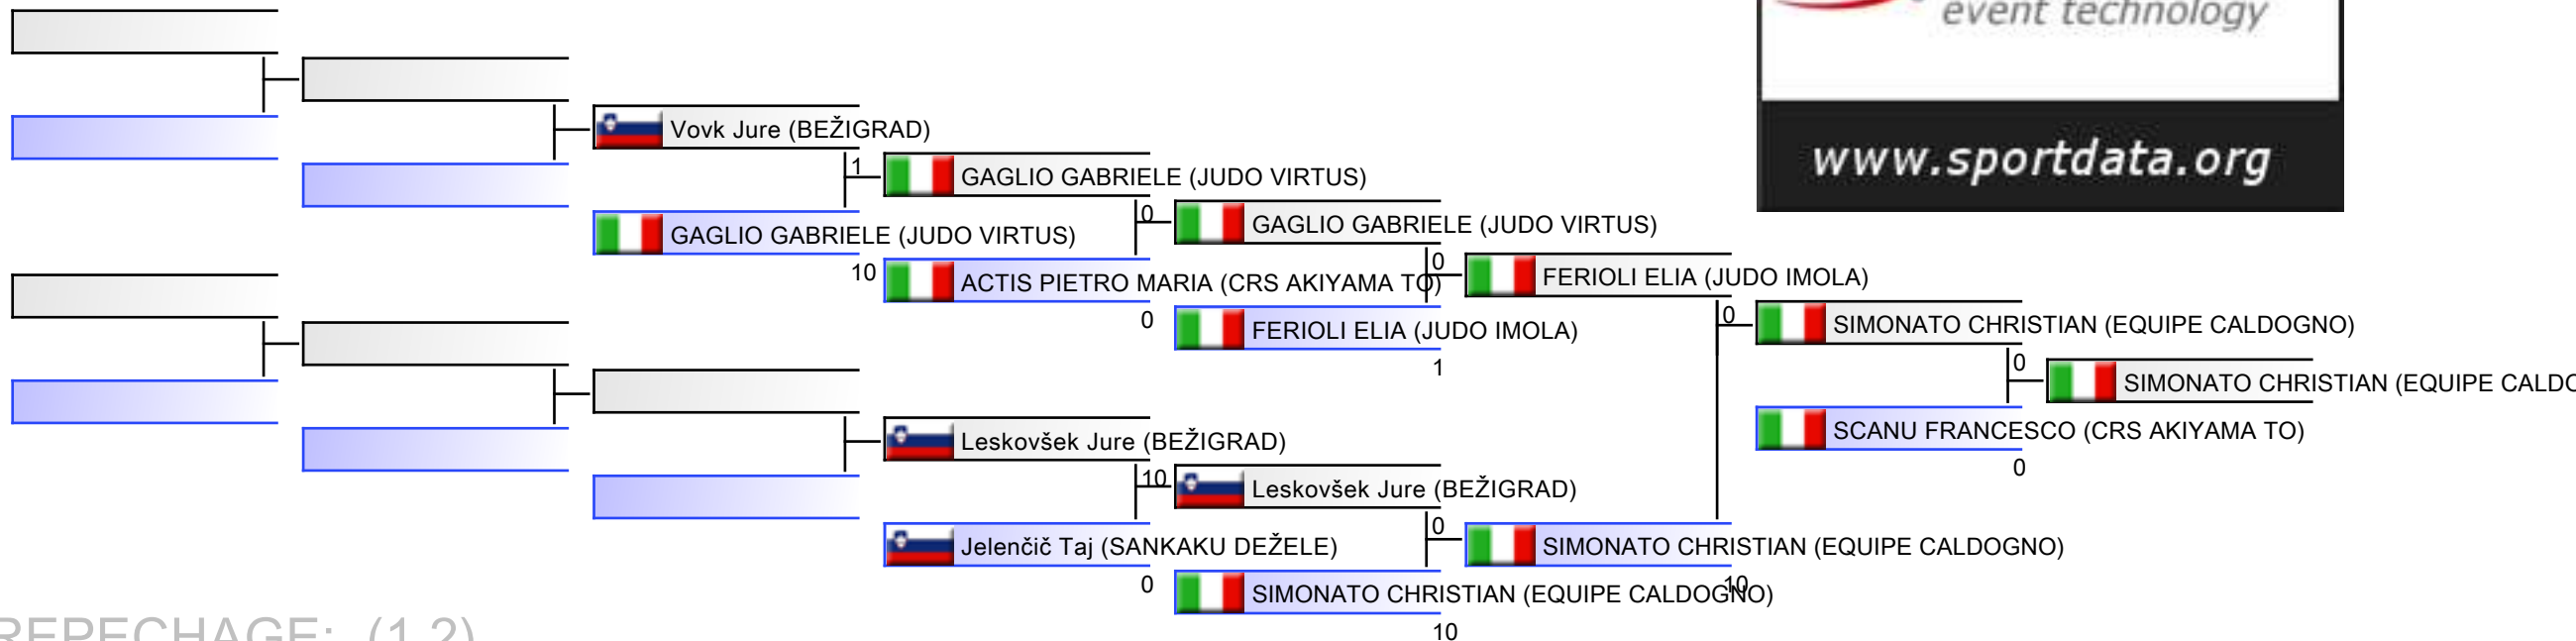 event technology
www.sportdata.org
Vovk Jure (BEŽIGRAD)
1
GAGLIO GABRIELE (JUDO VIRTUS)
10
GAGLIO GABRIELE (JUDO VIRTUS)
0
ACTIS PIETRO MARIA (CRS AKIYAMA TO)
0
GAGLIO GABRIELE (JUDO VIRTUS)
0
FERIOLI ELIA (JUDO IMOLA)
1
FERIOLI ELIA (JUDO IMOLA)
0
Leskovšek Jure (BEŽIGRAD)
10
Jelenčič Taj (SANKAKU DEŽELE)
0
Leskovšek Jure (BEŽIGRAD)
0
SIMONATO CHRISTIAN (EQUIPE CALDOGNO)
10
SIMONATO CHRISTIAN (EQUIPE CALDOGNO)
10
SIMONATO CHRISTIAN (EQUIPE CALDOGNO)
0
SCANU FRANCESCO (CRS AKIYAMA TO)
0
SIMONATO CHRISTIAN (EQUIPE CALDO
REPECHAGE: (1,2)